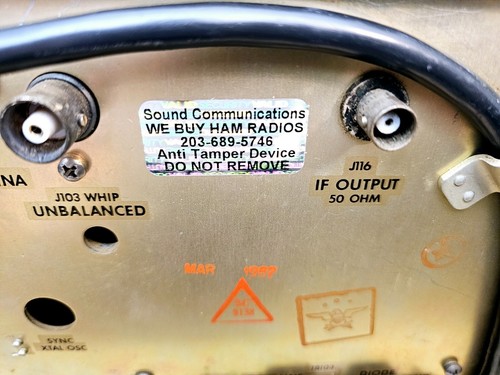 Sound Communications
WE BUY HAM RADIOS
203-689-5746
Anti Tamper Device
DO NOT REMOVE
NA
J103 WHIP
UNBALANCED
J116
IF OUTPUT
50 OHM
MAR
SYNC
XTAL OSC